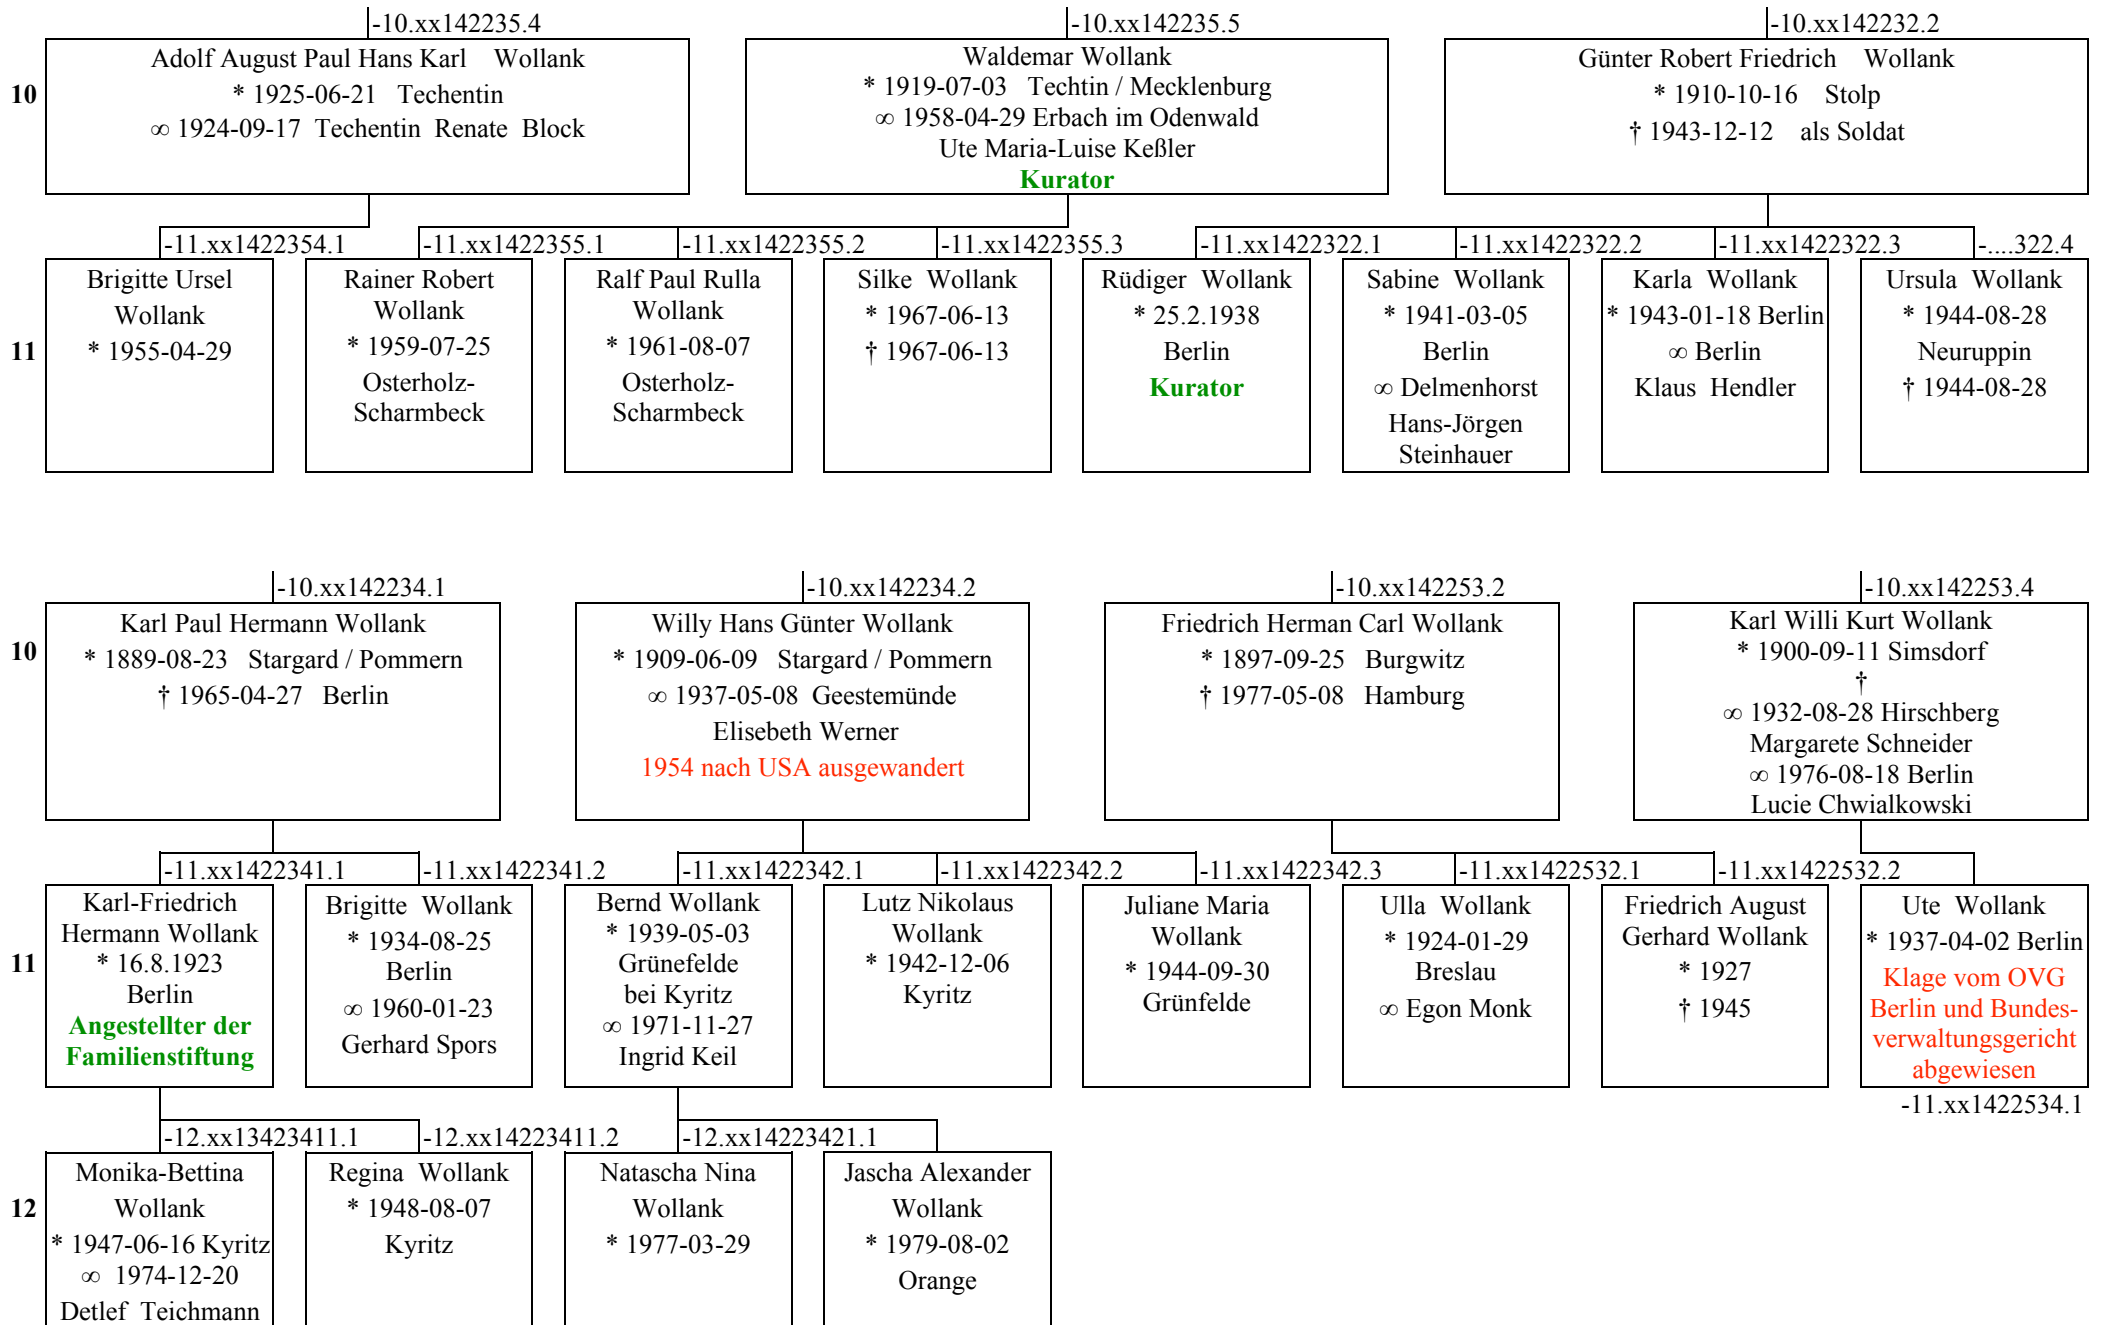 -10.xx142235.4
Adolf August Paul Hans Karl Wollank
* 1925-06-21 Techentin
∞ 1924-09-17 Techentin Renate Block
-10.xx142235.5
Waldemar Wollank
* 1919-07-03 Techtin / Mecklenburg
∞ 1958-04-29 Erbach im Odenwald
Ute Maria-Luise Keßler
Kurator
-10.xx142232.2
Günter Robert Friedrich Wollank
* 1910-10-16 Stolp
† 1943-12-12 als Soldat
10
-11.xx1422354.1
Brigitte Ursel
Wollank
* 1955-04-29
-11.xx1422355.1
Rainer Robert
Wollank
* 1959-07-25
Osterholz-
Scharmbeck
-11.xx1422355.2
Ralf Paul Rulla
Wollank
* 1961-08-07
Osterholz-
Scharmbeck
-11.xx1422355.3
Silke Wollank
* 1967-06-13
† 1967-06-13
-11.xx1422322.1
Rüdiger Wollank
* 25.2.1938
Berlin
Kurator
-11.xx1422322.2
Sabine Wollank
* 1941-03-05
Berlin
∞ Delmenhorst
Hans-Jörgen
Steinhauer
-11.xx1422322.3
Karla Wollank
* 1943-01-18 Berlin
∞ Berlin
Klaus Hendler
-....322.4
Ursula Wollank
* 1944-08-28
Neuruppin
† 1944-08-28
11
-10.xx142234.1
Karl Paul Hermann Wollank
* 1889-08-23 Stargard / Pommern
† 1965-04-27 Berlin
-10.xx142234.2
Willy Hans Günter Wollank
* 1909-06-09 Stargard / Pommern
∞ 1937-05-08 Geestemünde
Elisebeth Werner
1954 nach USA ausgewandert
-10.xx142253.2
Friedrich Herman Carl Wollank
* 1897-09-25 Burgwitz
† 1977-05-08 Hamburg
-10.xx142253.4
Karl Willi Kurt Wollank
* 1900-09-11 Simsdorf
†
∞ 1932-08-28 Hirschberg
Margarete Schneider
∞ 1976-08-18 Berlin
Lucie Chwialkowski
10
-11.xx1422341.1
Karl-Friedrich
Hermann Wollank
* 16.8.1923
Berlin
Angestellter der
Familienstiftung
-11.xx1422341.2
Brigitte Wollank
* 1934-08-25
Berlin
∞ 1960-01-23
Gerhard Spors
-11.xx1422342.1
Bernd Wollank
* 1939-05-03
Grünefelde
bei Kyritz
∞ 1971-11-27
Ingrid Keil
-11.xx1422342.2
Lutz Nikolaus
Wollank
* 1942-12-06
Kyritz
-11.xx1422342.3
Juliane Maria
Wollank
* 1944-09-30
Grünfelde
-11.xx1422532.1
Ulla Wollank
* 1924-01-29
Breslau
∞ Egon Monk
-11.xx1422532.2
Friedrich August
Gerhard Wollank
* 1927
† 1945
Ute Wollank
* 1937-04-02 Berlin
Klage vom OVG
Berlin und Bundes-
verwaltungsgericht
abgewiesen
-11.xx1422534.1
11
-12.xx13423411.1
Monika-Bettina
Wollank
* 1947-06-16 Kyritz
∞ 1974-12-20
Detlef Teichmann
-12.xx14223411.2
Regina Wollank
* 1948-08-07
Kyritz
-12.xx14223421.1
Natascha Nina
Wollank
* 1977-03-29
Jascha Alexander
Wollank
* 1979-08-02
Orange
12